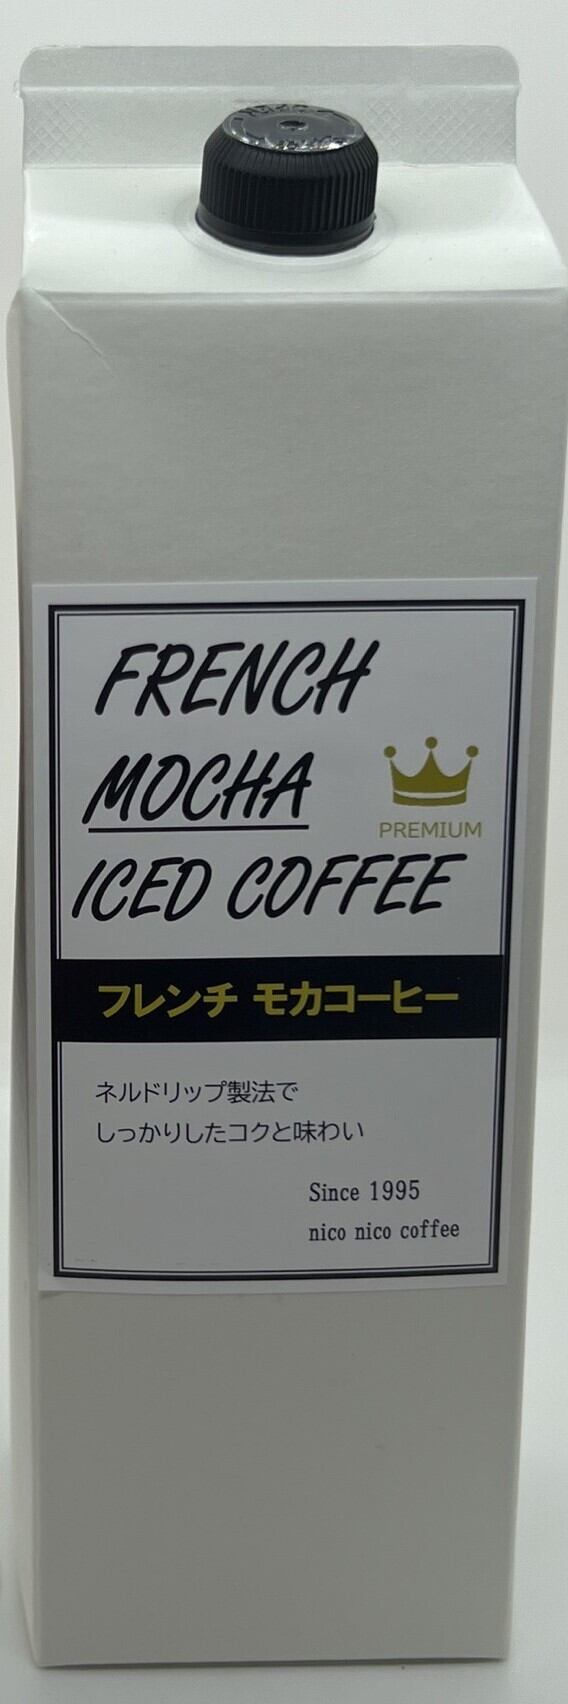 FRENCH
MOCHA
PREMIUM
ICED COFFEE
フレンチ モカコーヒー
ネルドリップ製法で
しっかりしたコクと味わい
Since 1995
nico nico coffee